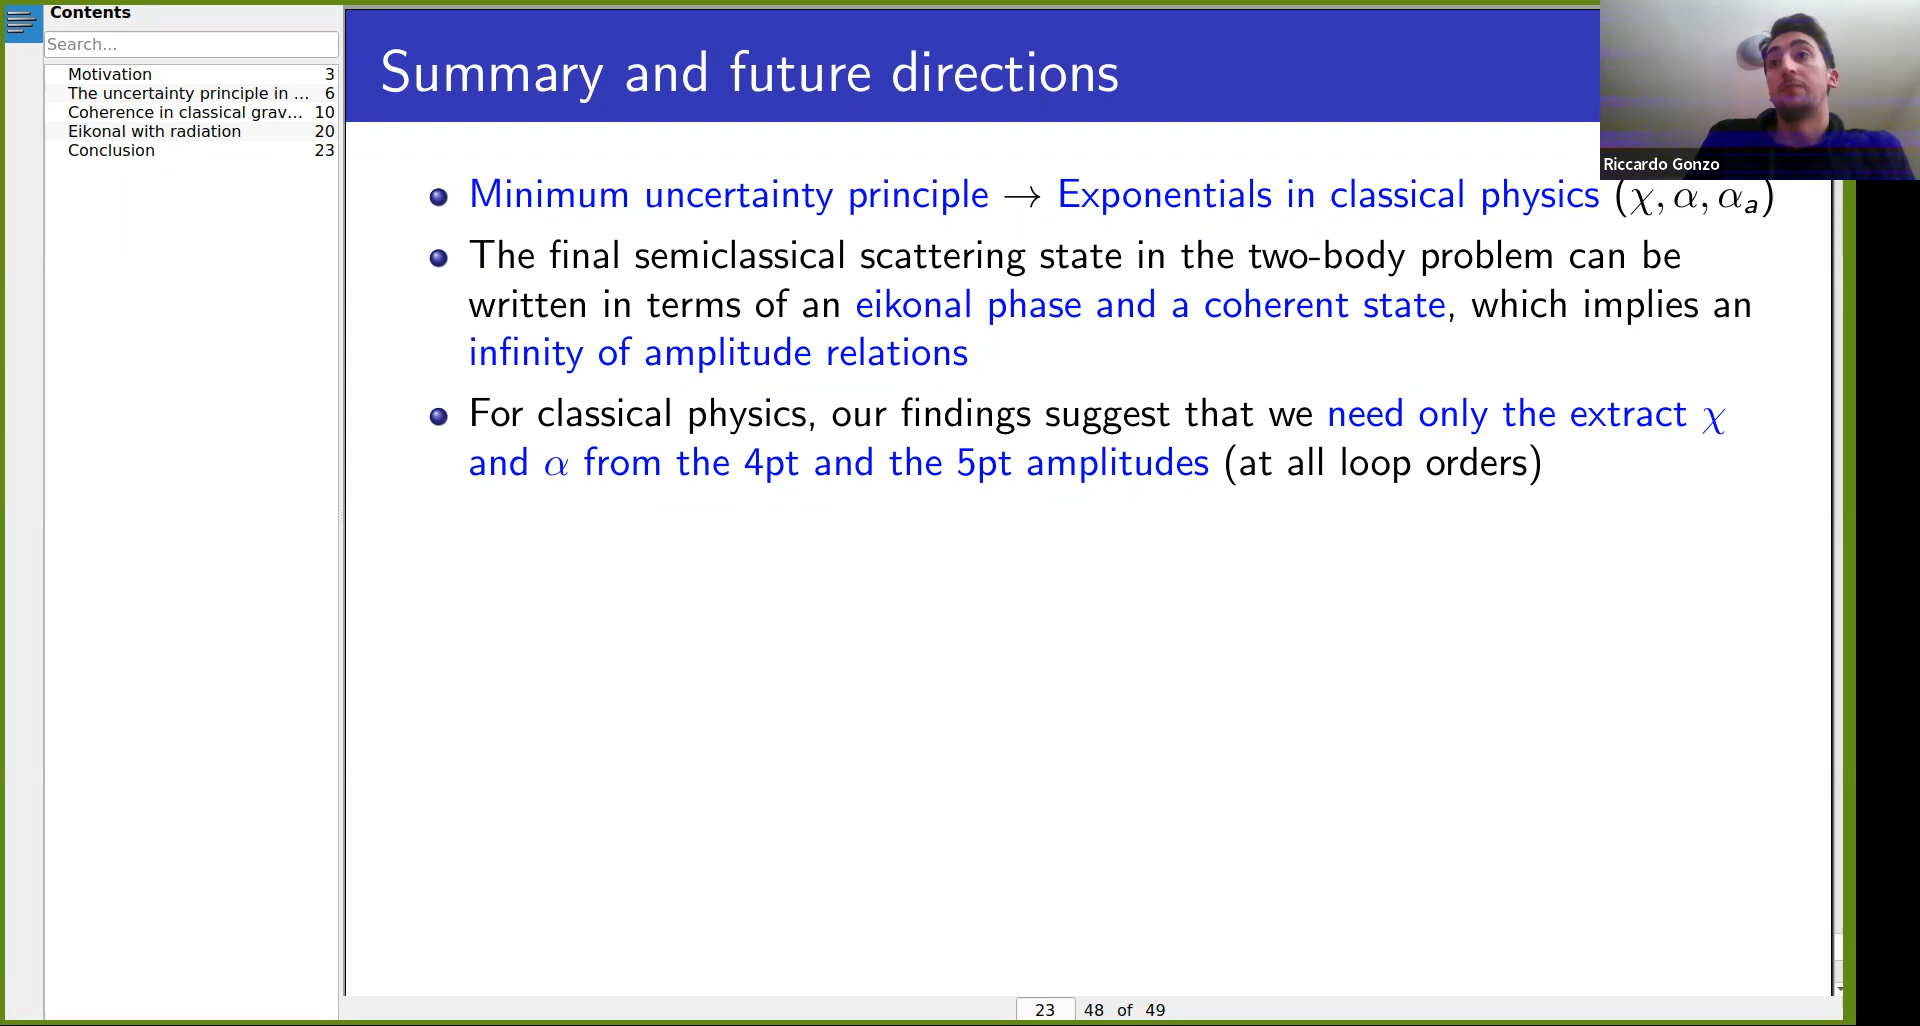 Contents
Search...
Motivation 3
The uncertainty principle in ... 6
Coherence in classical grav... 10
Eikonal with radiation 20
Conclusion 23
Summary and future directions
Riccardo Gonzo
Minimum uncertainty principle → Exponentials in classical physics (χ, α, αₐ)
The final semiclassical scattering state in the two-body problem can be
written in terms of an eikonal phase and a coherent state, which implies an
infinity of amplitude relations
For classical physics, our findings suggest that we need only the extract χ
and α from the 4pt and the 5pt amplitudes (at all loop orders)
23 48 of 49